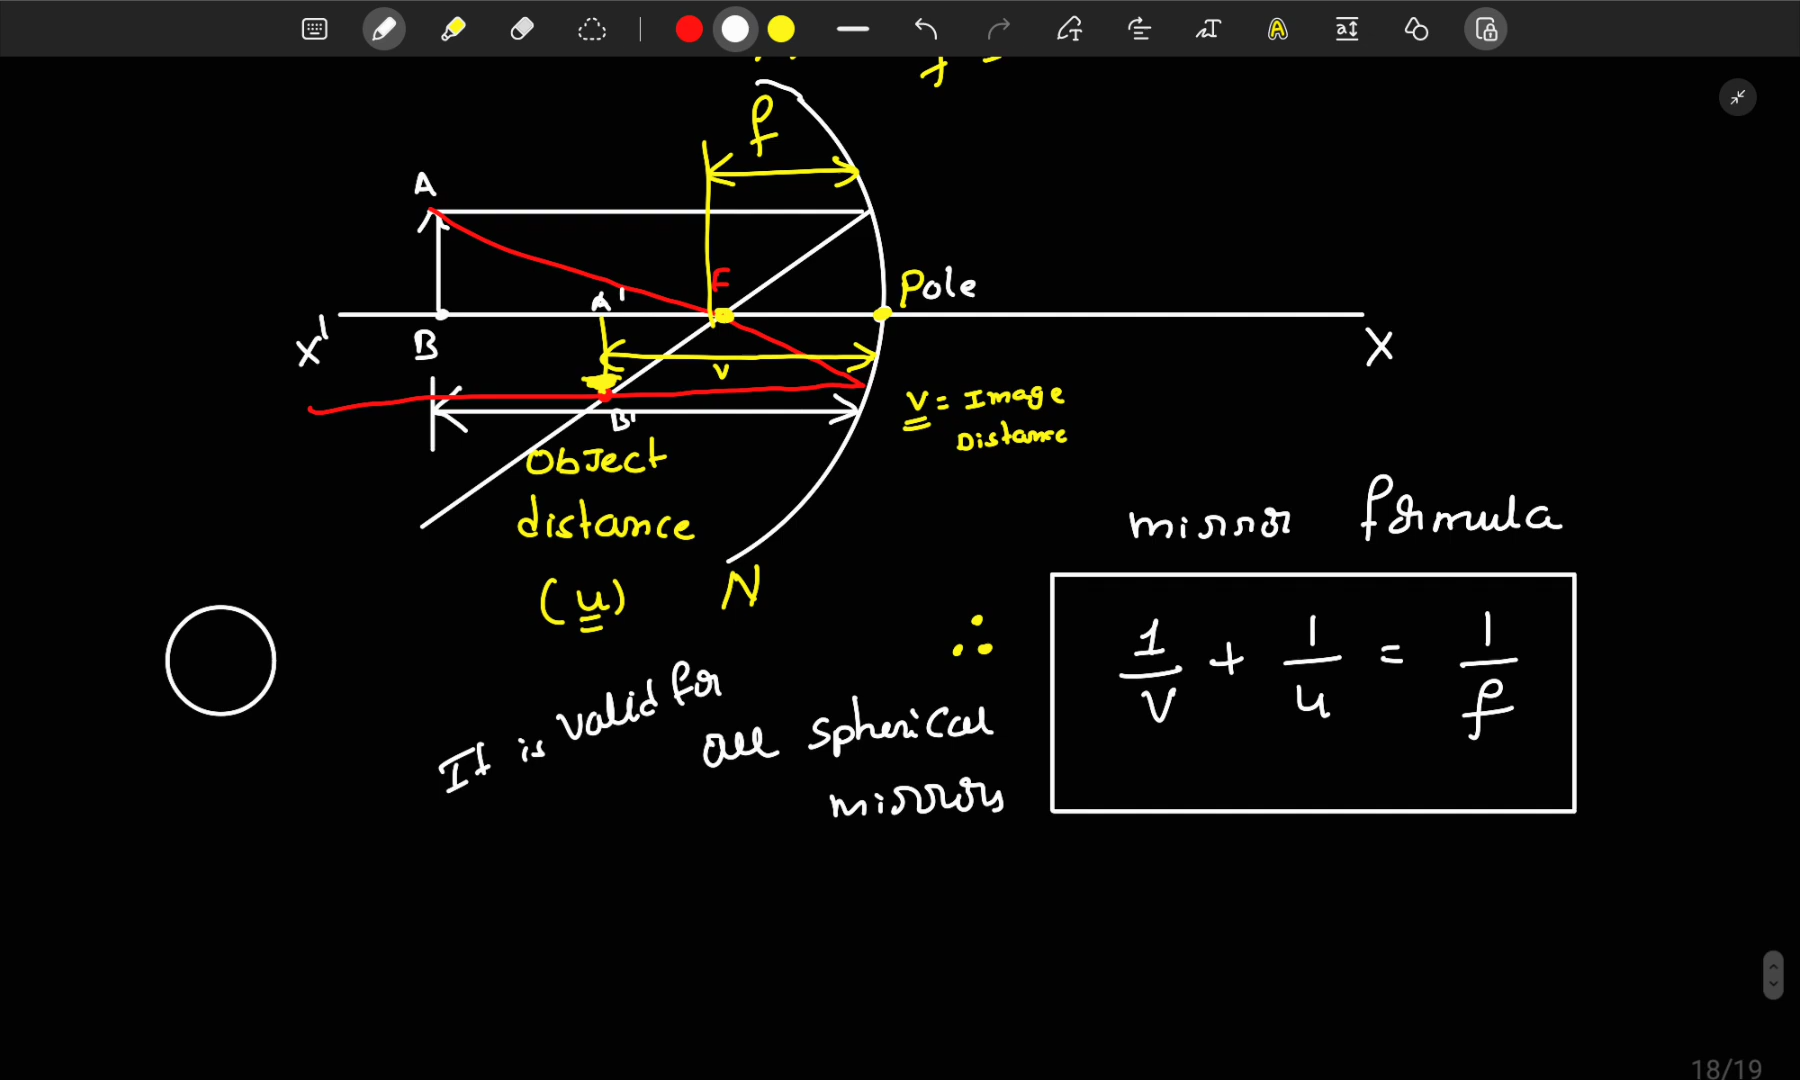 f
A
F
A'
Pole
X'
B
X
v
v = Image
Distance
B'
Object
distance
(u)
N
mirror formula
∴
1/v + 1/u = 1/f
It is valid for
all spherical
mirrors
18/19